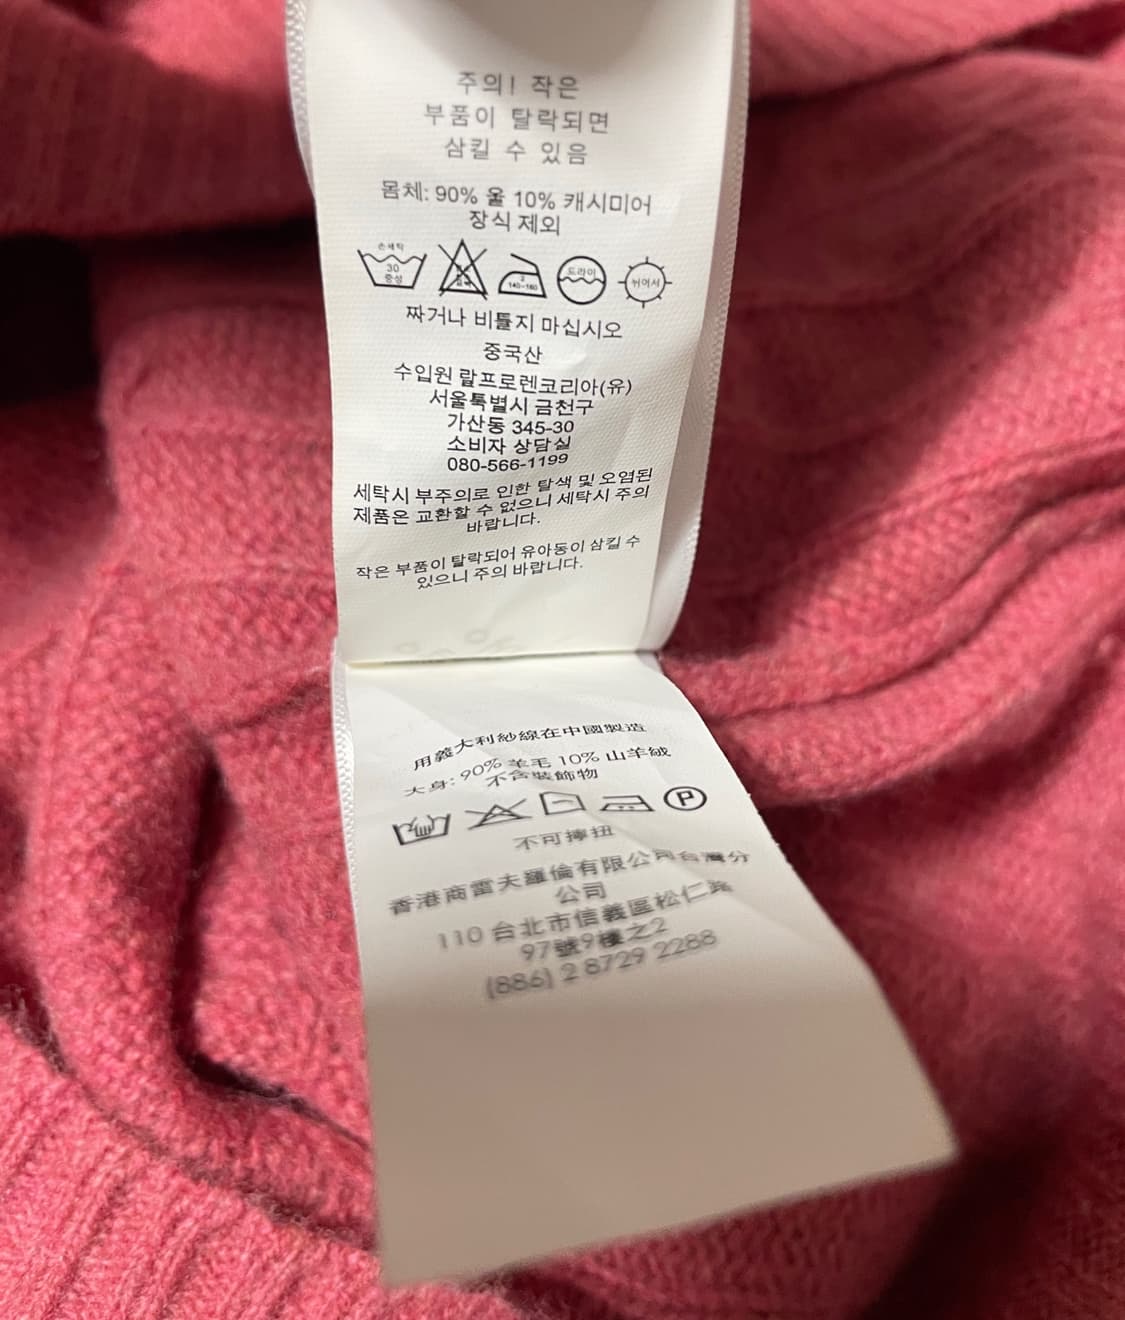 주의! 작은
부품이 탈락되면
삼킬 수 있음
몸체: 90% 울 10% 캐시미어
장식 제외
손세탁
30
중성
2
140~160
드라이
뉘어서
짜거나 비틀지 마십시오
중국산
수입원 랄프로렌코리아(유)
서울특별시 금천구
가산동 345-30
소비자 상담실
080-566-1199
세탁시 부주의로 인한 탈색 및 오염된
제품은 교환할 수 없으니 세탁시 주의
바랍니다.
작은 부품이 탈락되어 유아동이 삼킬 수
있으니 주의 바랍니다.
用義大利紗線在中國製造
大身: 90% 羊毛 10% 山羊絨
不含裝飾物
P
不可擰扭
香港商雷夫羅倫有限公司台灣分
公司
110 台北市信義區松仁路
97號9樓之2
(886) 2 8729 2288